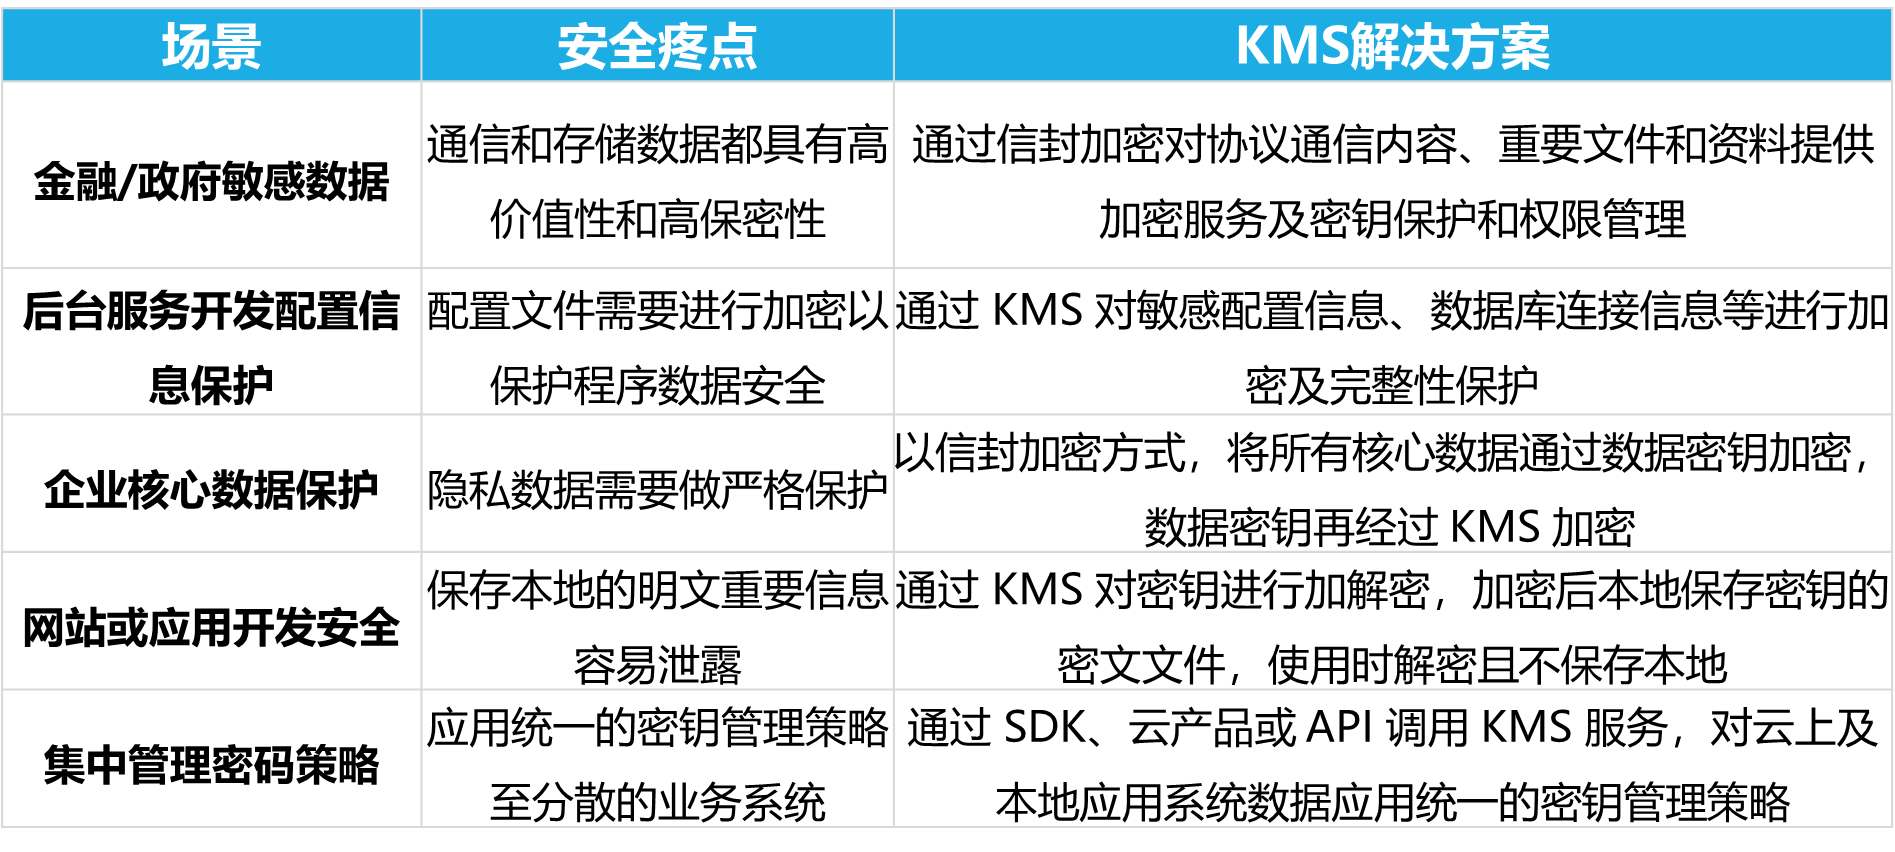 场景
安全疼点
KMS解决方案
金融/政府敏感数据
通信和存储数据都具有高
价值性和高保密性
通过信封加密对协议通信内容、重要文件和资料提供
加密服务及密钥保护和权限管理
后台服务开发配置信
息保护
配置文件需要进行加密以
保护程序数据安全
通过 KMS 对敏感配置信息、数据库连接信息等进行加
密及完整性保护
企业核心数据保护
隐私数据需要做严格保护
以信封加密方式，将所有核心数据通过数据密钥加密，
数据密钥再经过 KMS 加密
网站或应用开发安全
保存本地的明文重要信息
容易泄露
通过 KMS 对密钥进行加解密，加密后本地保存密钥的
密文文件，使用时解密且不保存本地
集中管理密码策略
应用统一的密钥管理策略
至分散的业务系统
通过 SDK、云产品或 API 调用 KMS 服务，对云上及
本地应用系统数据应用统一的密钥管理策略